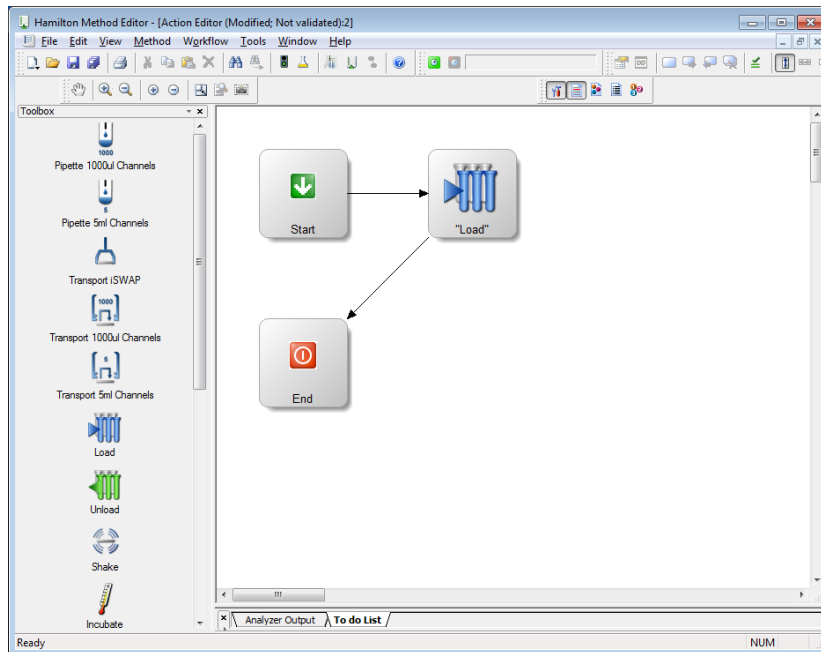 Hamilton Method Editor - [Action Editor (Modified; Not validated):2]
File Edit View Method Workflow Tools Window Help
Toolbox
1000
Pipette 1000ul Channels
5
Pipette 5ml Channels
Transport iSWAP
1000
Transport 1000ul Channels
5
Transport 5ml Channels
Load
Unload
Shake
Incubate
Start
"Load"
End
Analyzer Output To do List
Ready NUM